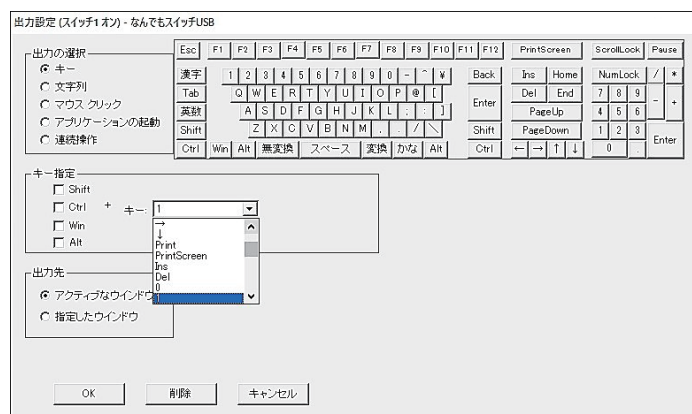 出力設定 (スイッチ1 オン) - なんでもスイッチUSB
出力の選択
キー
文字列
マウス クリック
アプリケーションの起動
連続操作
Esc F1 F2 F3 F4 F5 F6 F7 F8 F9 F10 F11 F12 PrintScreen ScrollLock Pause
漢字 1 2 3 4 5 6 7 8 9 0 - ^ ¥ Back Ins Home NumLock / *
Tab Q W E R T Y U I O P @ [ Enter Del End 7 8 9 - +
英数 A S D F G H J K L ; : ] PageUp 4 5 6
Shift Z X C V B N M , . / \ Shift PageDown 1 2 3 Enter
Ctrl Win Alt 無変換 スペース 変換 かな Alt Ctrl ← → ↑ ↓ 0 .
キー指定
Shift
Ctrl + キー: 1
Win
Alt
→
↓
Print
PrintScreen
Ins
Del
0
1
出力先
アクティブなウインドウ
指定したウインドウ
OK 削除 キャンセル